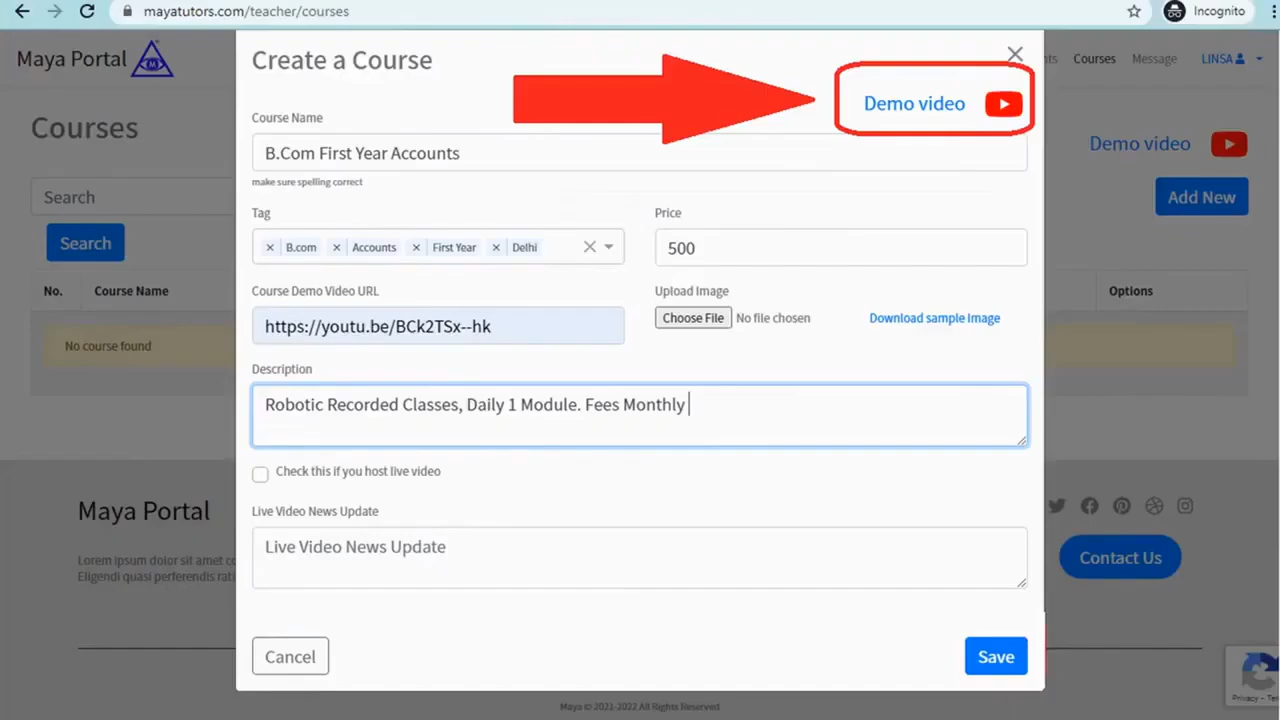 mayatutors.com/teacher/courses
Incognito
Maya Portal
Create a Course
nts Courses Message LINSA
Demo video
Courses
Course Name
Demo video
B.Com First Year Accounts
make sure spelling correct
Search
Add New
Tag
Price
× B.com × Accounts × First Year × Delhi
500
Search
No. Course Name
Course Demo Video URL
Upload Image
Options
https://youtu.be/BCk2TSx--hk
Choose File No file chosen
Download sample Image
No course found
Description
Robotic Recorded Classes, Daily 1 Module. Fees Monthly
Check this if you host live video
Maya Portal
Live Video News Update
Live Video News Update
Lorem ipsum dolor sit amet co
Eligendi quasi perferendis rati
Contact Us
Cancel
Save
Privacy - Ter
Maya © 2021-2022 All Rights Reserved